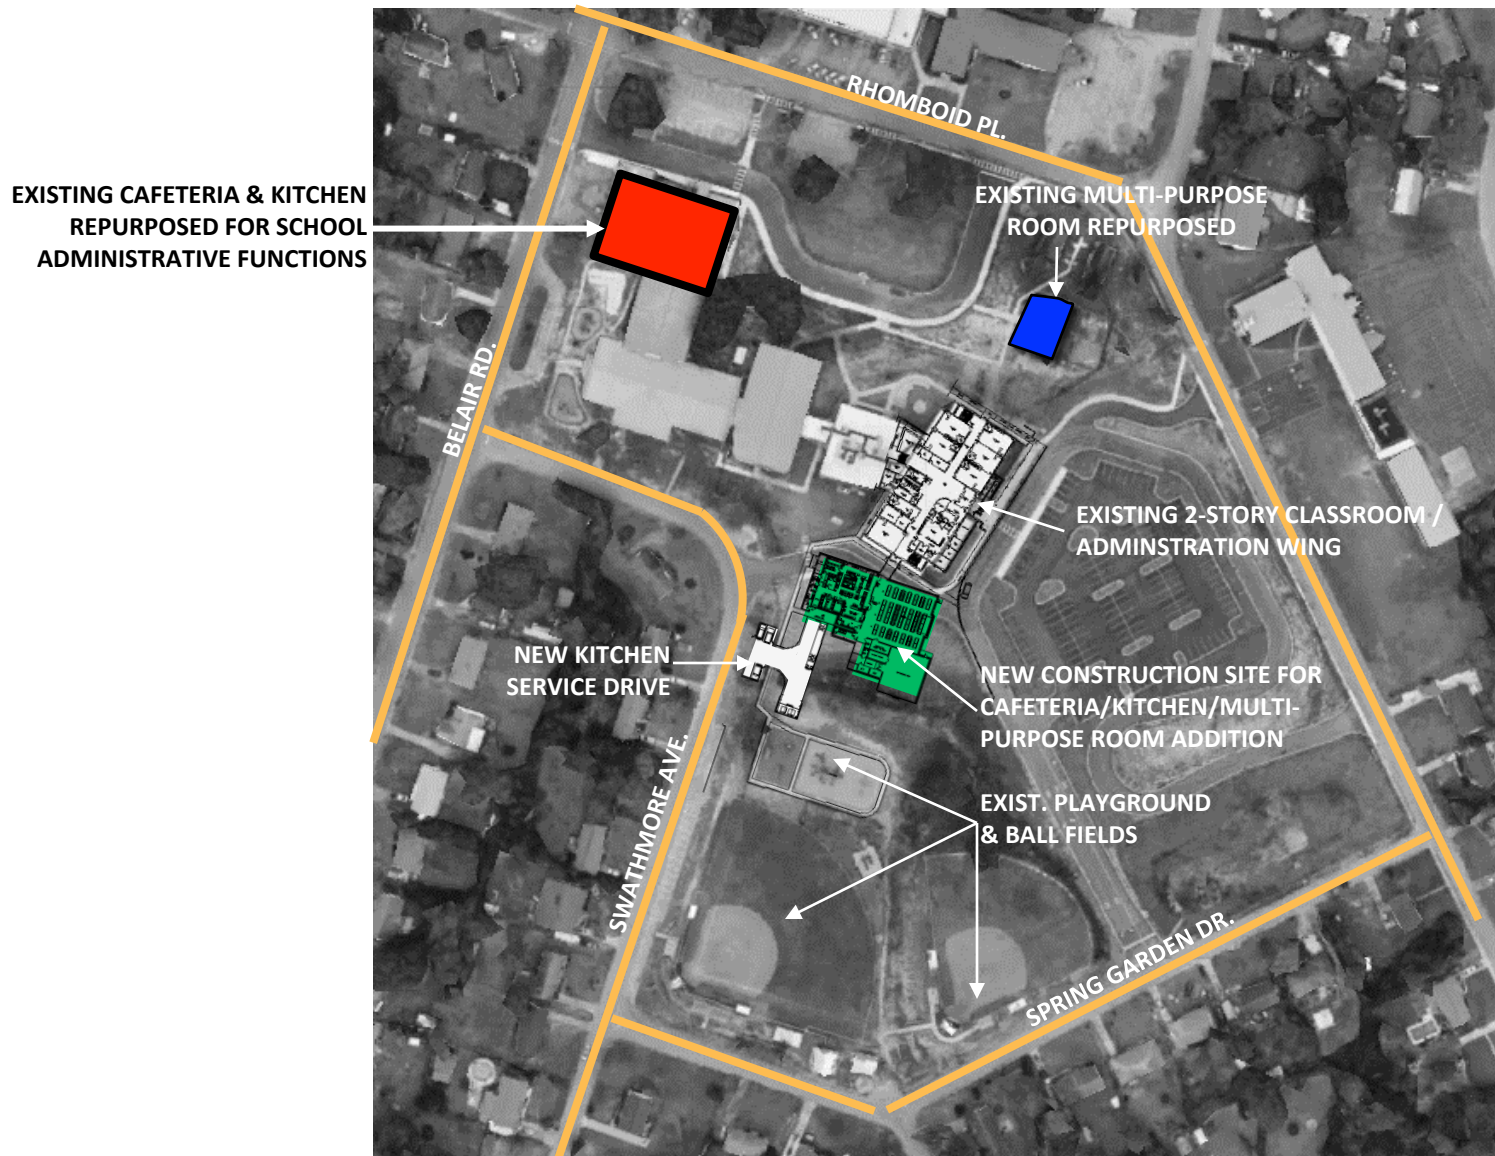 RHOMBOID PL.
EXISTING CAFETERIA & KITCHEN
REPURPOSED FOR SCHOOL
ADMINISTRATIVE FUNCTIONS
EXISTING MULTI-PURPOSE
ROOM REPURPOSED
BELAIR RD.
EXISTING 2-STORY CLASSROOM /
ADMINSTRATION WING
NEW KITCHEN
SERVICE DRIVE
NEW CONSTRUCTION SITE FOR
CAFETERIA/KITCHEN/MULTI-
PURPOSE ROOM ADDITION
SWATHMORE AVE.
EXIST. PLAYGROUND
& BALL FIELDS
SPRING GARDEN DR.